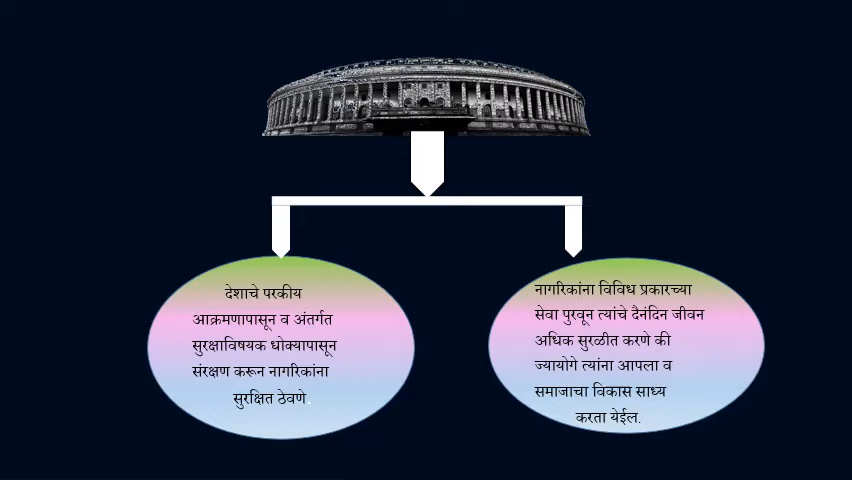 देशाचे परकीय
आक्रमणापासून व अंतर्गत
सुरक्षाविषयक धोक्यापासून
संरक्षण करून नागरिकांना
सुरक्षित ठेवणे.
नागरिकांना विविध प्रकारच्या
सेवा पुरवून त्यांचे दैनंदिन जीवन
अधिक सुरळीत करणे की
ज्यायोगे त्यांना आपला व
समाजाचा विकास साध्य
करता येईल.